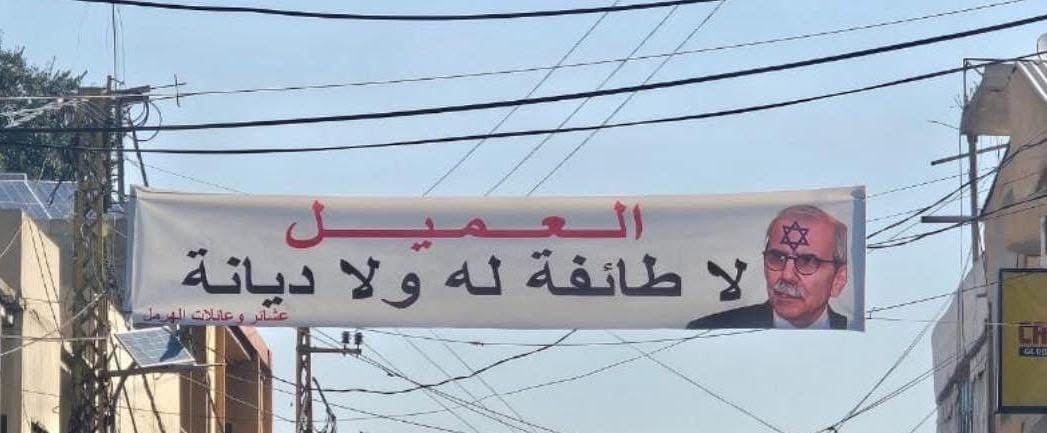 العميل
لا طائفة له ولا ديانة
عشائر وعائلات الهرمل